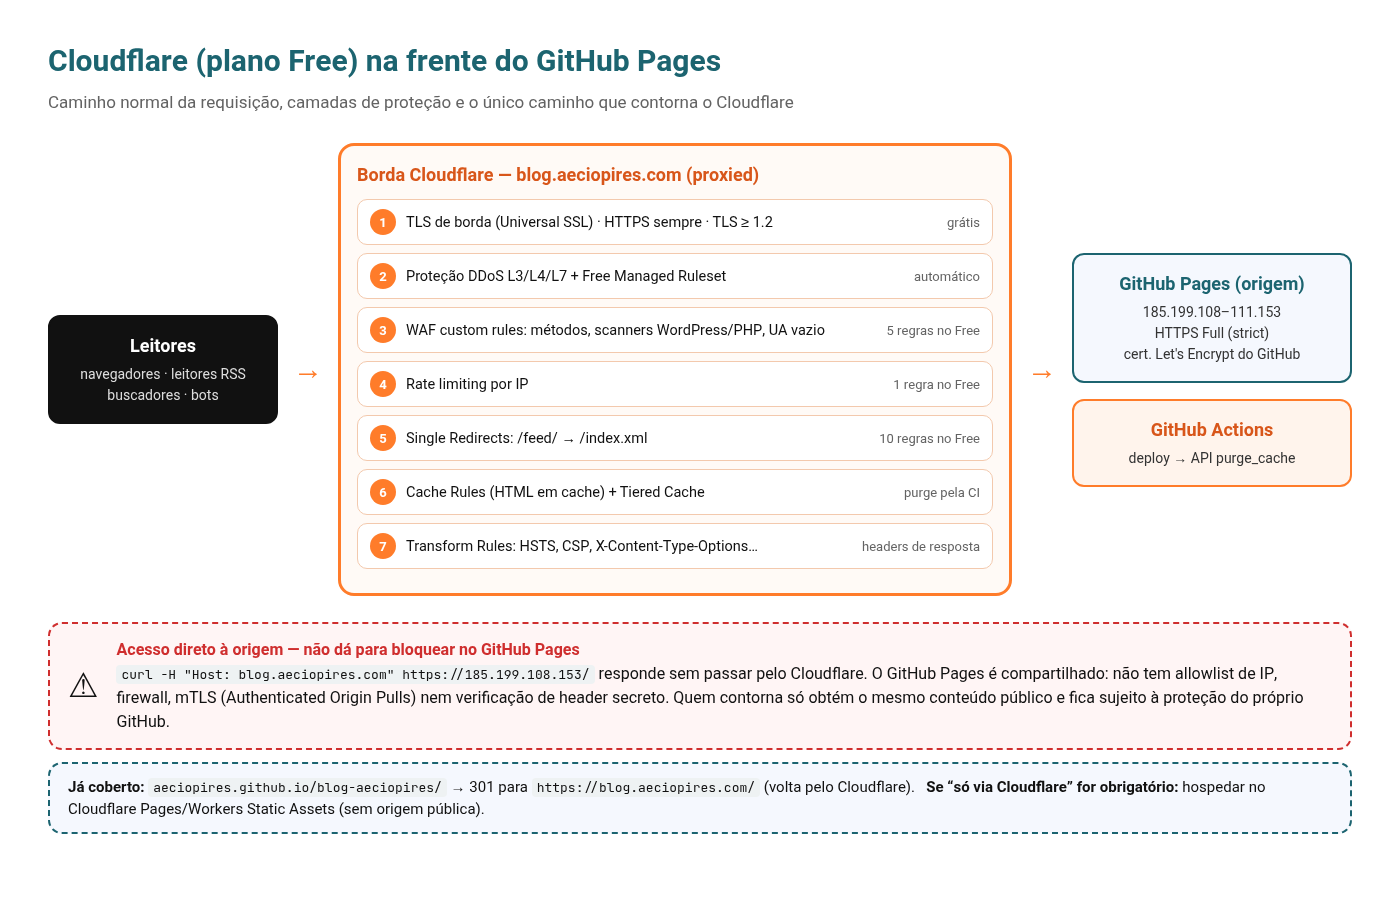 Cloudflare (plano Free) na frente do GitHub Pages
Caminho normal da requisição, camadas de proteção e o único caminho que contorna o Cloudflare
Leitores
navegadores · leitores RSS
buscadores · bots
→
Borda Cloudflare — blog.aeciopires.com (proxied)
1 TLS de borda (Universal SSL) · HTTPS sempre · TLS ≥ 1.2 grátis
2 Proteção DDoS L3/L4/L7 + Free Managed Ruleset automático
3 WAF custom rules: métodos, scanners WordPress/PHP, UA vazio 5 regras no Free
4 Rate limiting por IP 1 regra no Free
5 Single Redirects: /feed/ → /index.xml 10 regras no Free
6 Cache Rules (HTML em cache) + Tiered Cache purge pela CI
7 Transform Rules: HSTS, CSP, X-Content-Type-Options… headers de resposta
→
GitHub Pages (origem)
185.199.108–111.153
HTTPS Full (strict)
cert. Let's Encrypt do GitHub
GitHub Actions
deploy → API purge_cache
⚠
Acesso direto à origem — não dá para bloquear no GitHub Pages
curl -H "Host: blog.aeciopires.com" https://185.199.108.153/ responde sem passar pelo Cloudflare. O GitHub Pages é compartilhado: não tem allowlist de IP,
firewall, mTLS (Authenticated Origin Pulls) nem verificação de header secreto. Quem contorna só obtém o mesmo conteúdo público e fica sujeito à proteção do próprio
GitHub.
Já coberto: aeciopires.github.io/blog-aeciopires/ → 301 para https://blog.aeciopires.com/ (volta pelo Cloudflare). Se “só via Cloudflare” for obrigatório: hospedar no
Cloudflare Pages/Workers Static Assets (sem origem pública).